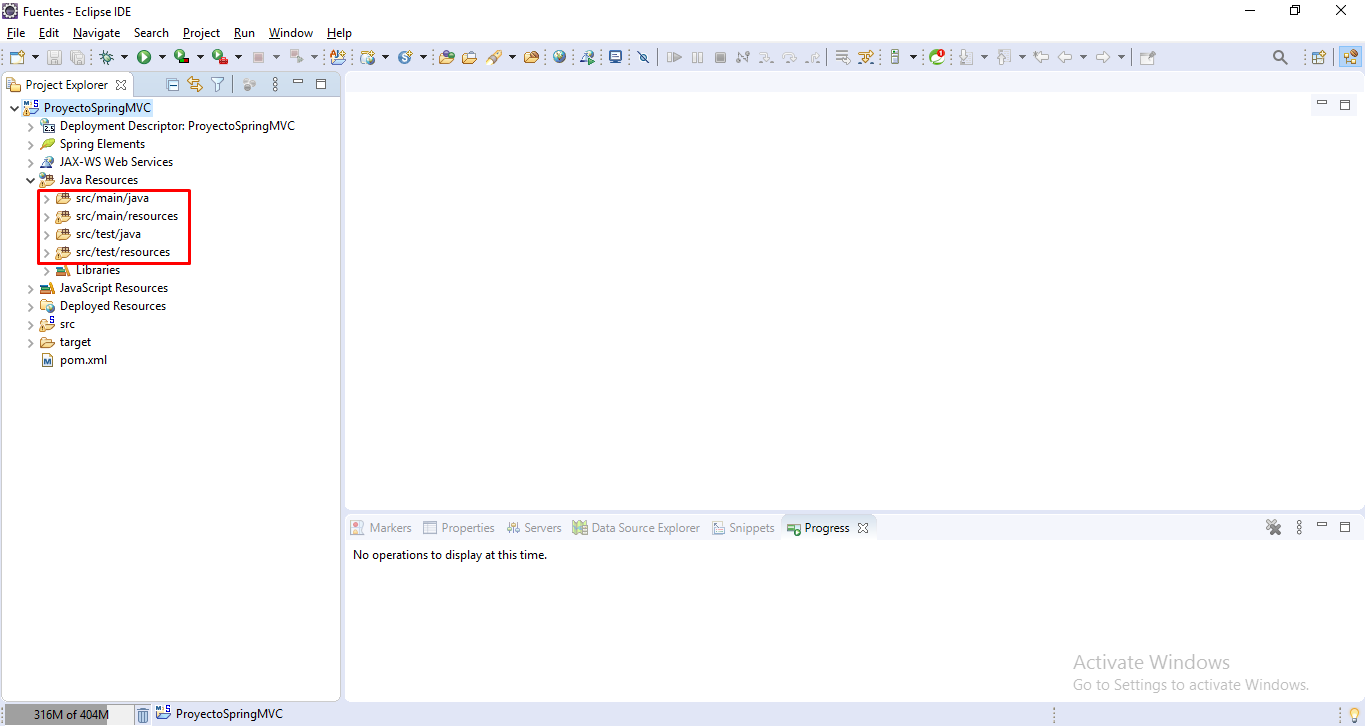 Fuentes - Eclipse IDE
File Edit Navigate Search Project Run Window Help
Project Explorer
ProyectoSpringMVC
Deployment Descriptor: ProyectoSpringMVC
Spring Elements
JAX-WS Web Services
Java Resources
src/main/java
src/main/resources
src/test/java
src/test/resources
Libraries
JavaScript Resources
Deployed Resources
src
target
pom.xml
Markers Properties Servers Data Source Explorer Snippets Progress
No operations to display at this time.
Activate Windows
Go to Settings to activate Windows.
316M of 404M ProyectoSpringMVC